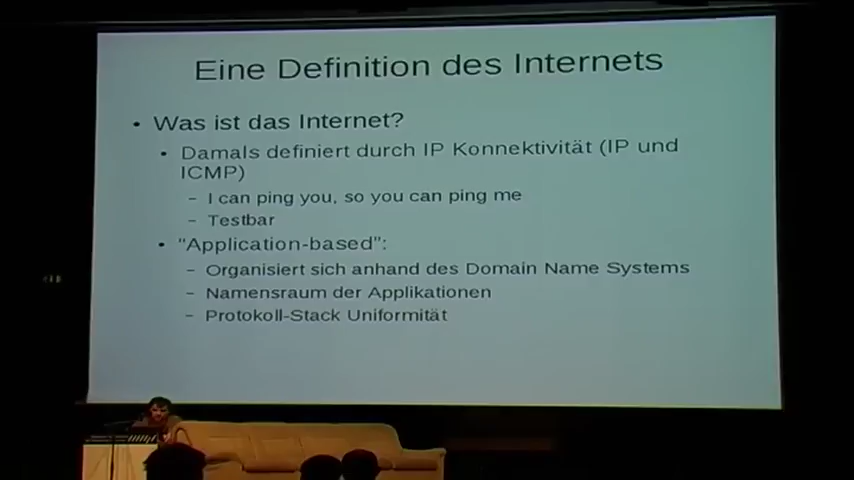 Eine Definition des Internets
• Was ist das Internet?
• Damals definiert durch IP Konnektivität (IP und
ICMP)
– I can ping you, so you can ping me
– Testbar
• "Application-based":
– Organisiert sich anhand des Domain Name Systems
– Namensraum der Applikationen
– Protokoll-Stack Uniformität